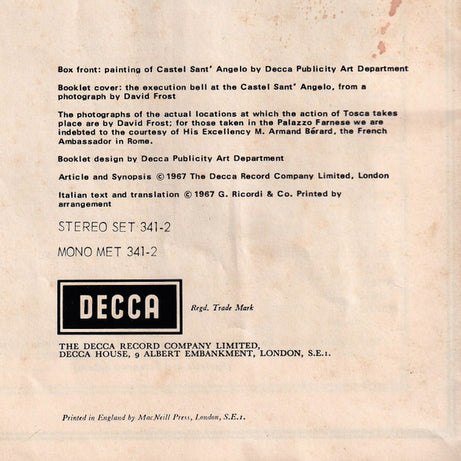 Box front: painting of Castel Sant' Angelo by Decca Publicity Art Department
Booklet cover: the execution bell at the Castel Sant' Angelo, from a
photograph by David Frost
The photographs of the actual locations at which the action of Tosca takes
place are by David Frost; for those taken in the Palazzo Farnese we are
indebted to the courtesy of His Excellency M. Armand Bérard, the French
Ambassador in Rome.
Booklet design by Decca Publicity Art Department
Article and Synopsis © 1967 The Decca Record Company Limited, London
Italian text and translation © 1967 G. Ricordi & Co. Printed by
arrangement
STEREO SET 341-2
MONO MET 341-2
DECCA Regd. Trade Mark
THE DECCA RECORD COMPANY LIMITED,
DECCA HOUSE, 9 ALBERT EMBANKMENT, LONDON, S.E.1.
Printed in England by MacNeill Press, London, S.E.1.